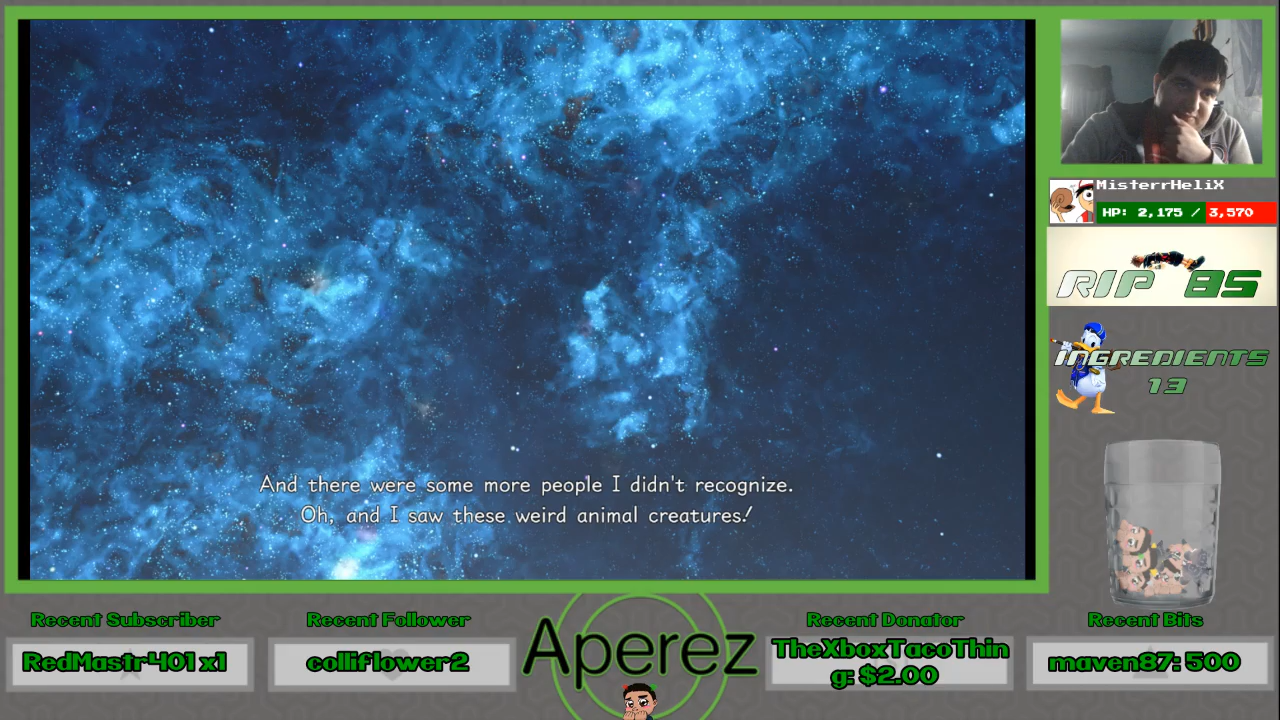 And there were some more people I didn't recognize.
Oh, and I saw these weird animal creatures!
MisterrHeliX
HP: 2,175 / 3,570
RIP 85
INGREDIENTS
13
Recent Subscriber
RedMastr401 x1
Recent Follower
colliflower2
Aperez
Recent Donator
TheXboxTacoThin
g: $2.00
Recent Bits
maven87: 500